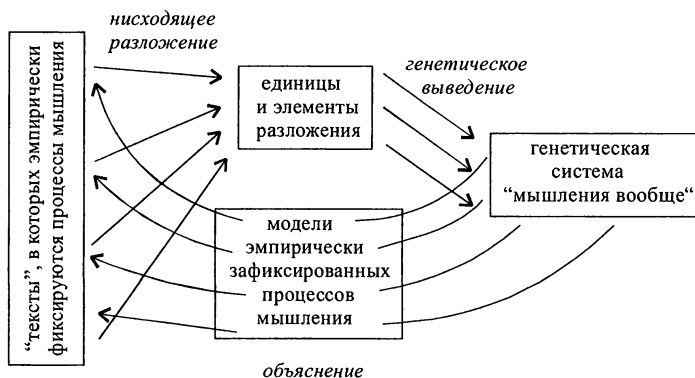 нисходящее
разложение
“тексты”, в которых эмпирически
фиксируются процессы мышления
единицы
и элементы
разложения
генетическое
выведение
генетическая
система
“мышления вообще“
модели
эмпирически
зафиксированных
процессов
мышления
объяснение